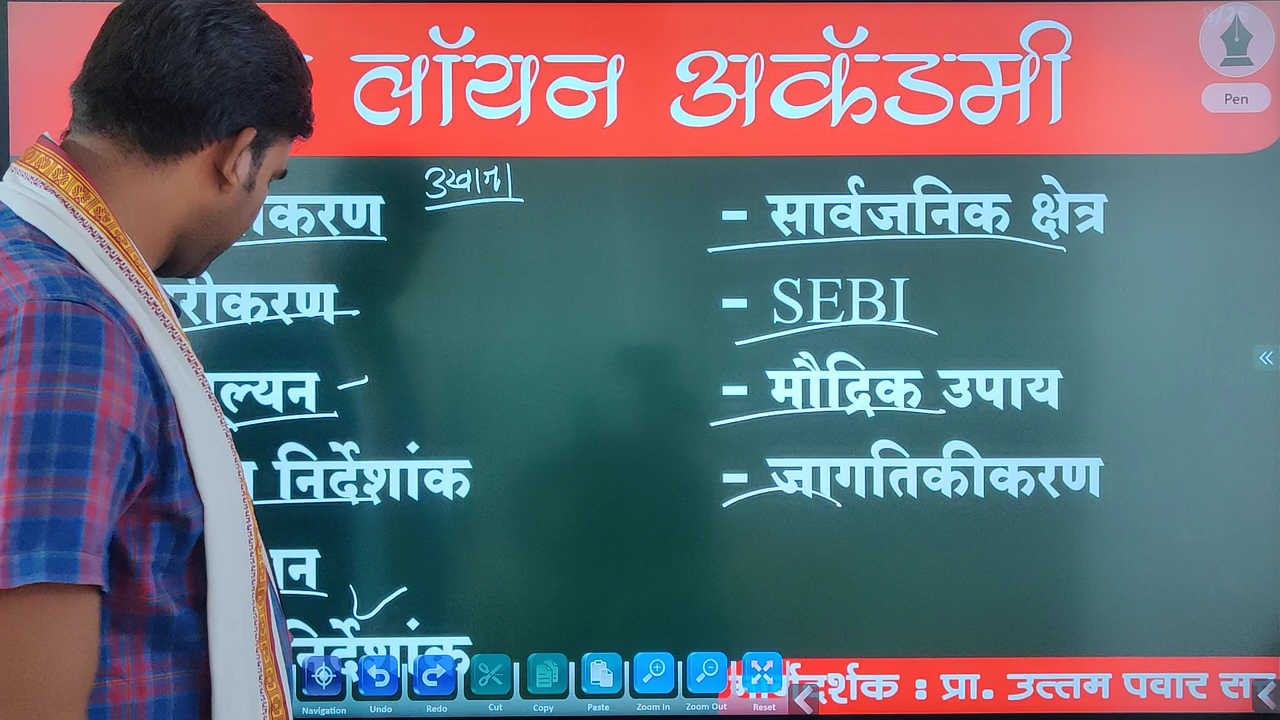 लॉयन अकॅडमी
Pen
उखाना
करण - सार्वजनिक क्षेत्र
रीकरण - SEBI
ल्यन - मौद्रिक उपाय
निर्देशांक - जागतिकीकरण
न
निर्देशांक
Navigation Undo Redo Cut Copy Paste Zoom In Zoom Out Reset
मार्गदर्शक : प्रा. उत्तम पवार स